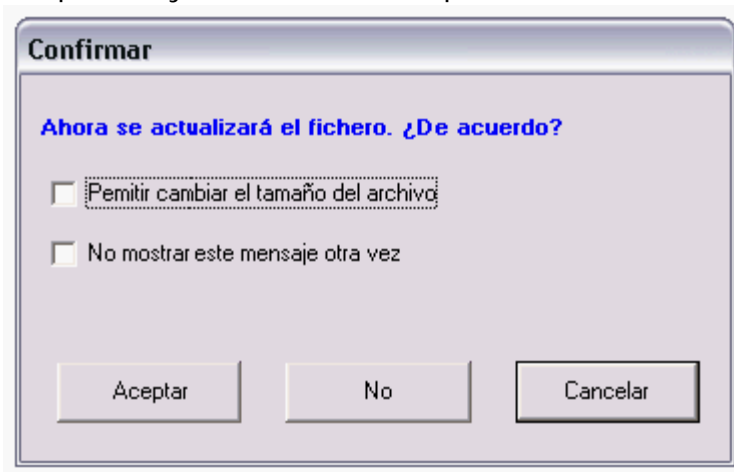 Confirmar
Ahora se actualizará el fichero. ¿De acuerdo?
Pemitir cambiar el tamaño del archivo
No mostrar este mensaje otra vez
Aceptar No Cancelar